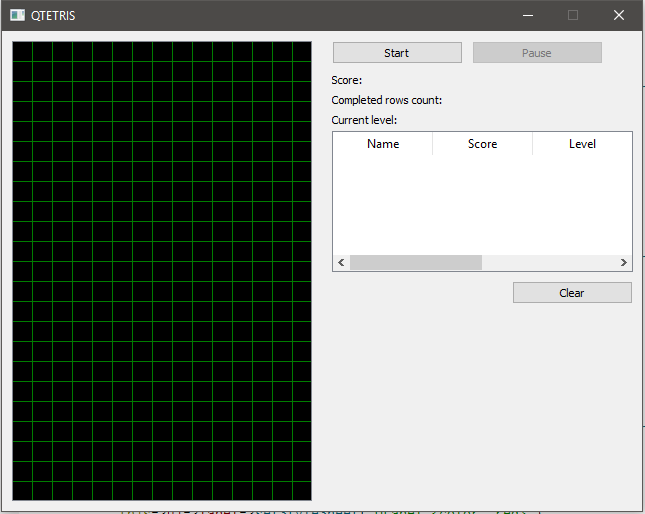 QTETRIS
Start Pause
Score:
Completed rows count:
Current level:
Name Score Level
Clear